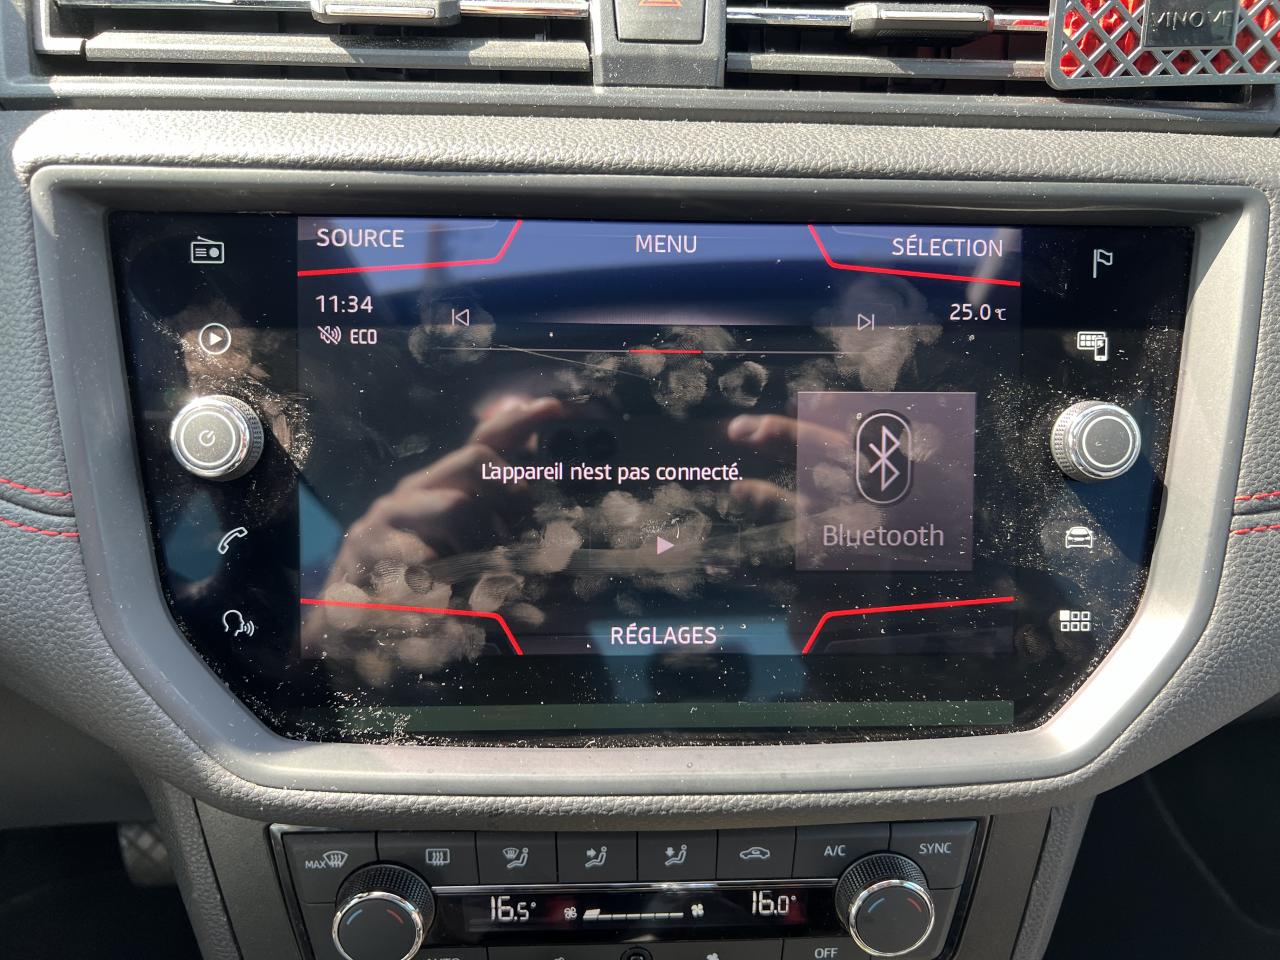 SOURCE
MENU
SÉLECTION
11:34
25.0°C
ECO
L'appareil n'est pas connecté.
Bluetooth
RÉGLAGES
MAX
A/C
SYNC
16.5°
16.0°
OFF